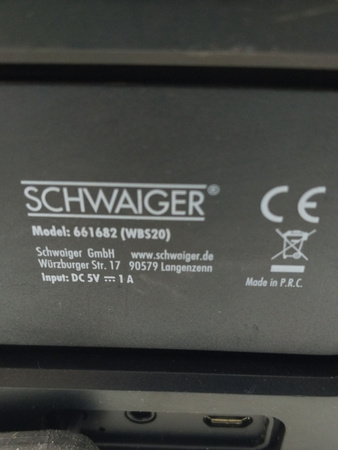 SCHWAIGER®
CE
Model: 661682 (WBS20)
Schwaiger GmbH www.schwaiger.de
Würzburger Str. 17 90579 Langenzenn
Input: DC 5V ⎓ 1 A
Made in P.R.C.